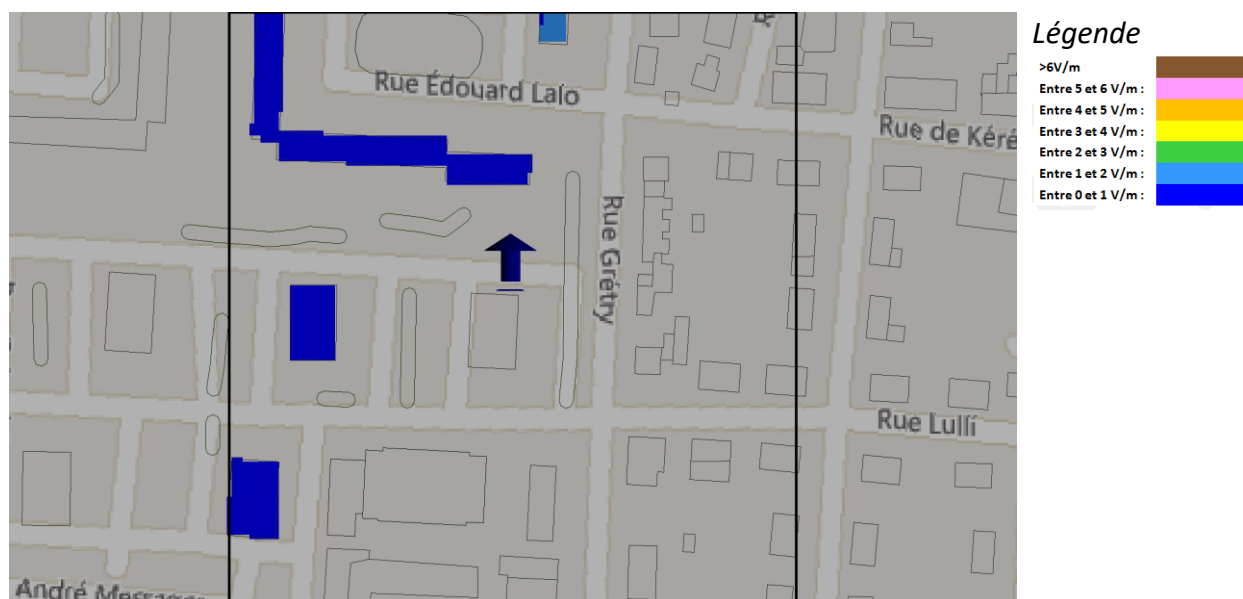 Légende
>6V/m
Entre 5 et 6 V/m :
Entre 4 et 5 V/m :
Entre 3 et 4 V/m :
Entre 2 et 3 V/m :
Entre 1 et 2 V/m :
Entre 0 et 1 V/m :
Rue Édouard Lalo
Rue de Kéré
Rue Grétry
Rue Lulli
André